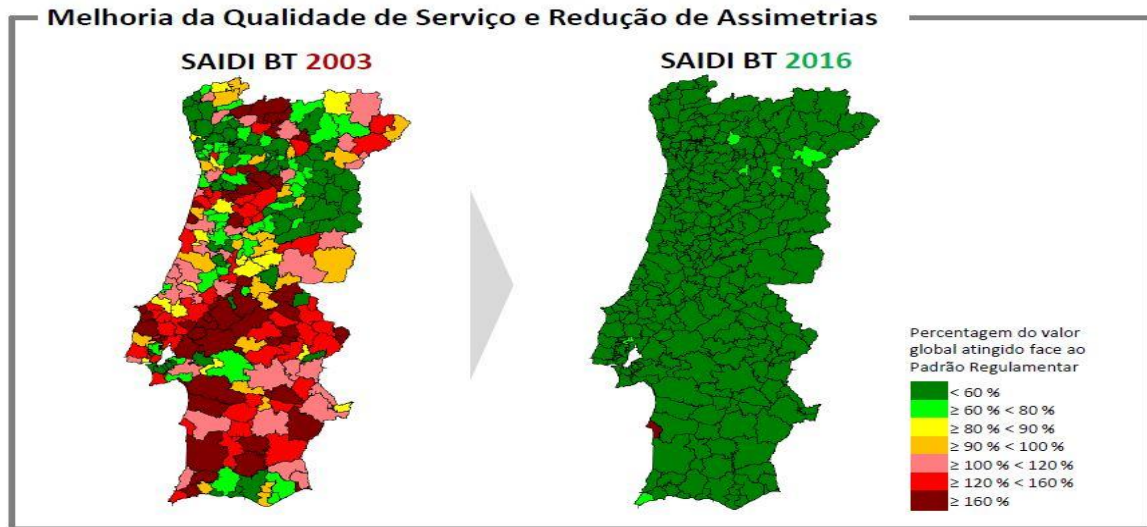 Melhoria da Qualidade de Serviço e Redução de Assimetrias
SAIDI BT 2003
SAIDI BT 2016
Percentagem do valor
global atingido face ao
Padrão Regulamentar
< 60 %
≥ 60 % < 80 %
≥ 80 % < 90 %
≥ 90 % < 100 %
≥ 100 % < 120 %
≥ 120 % < 160 %
≥ 160 %